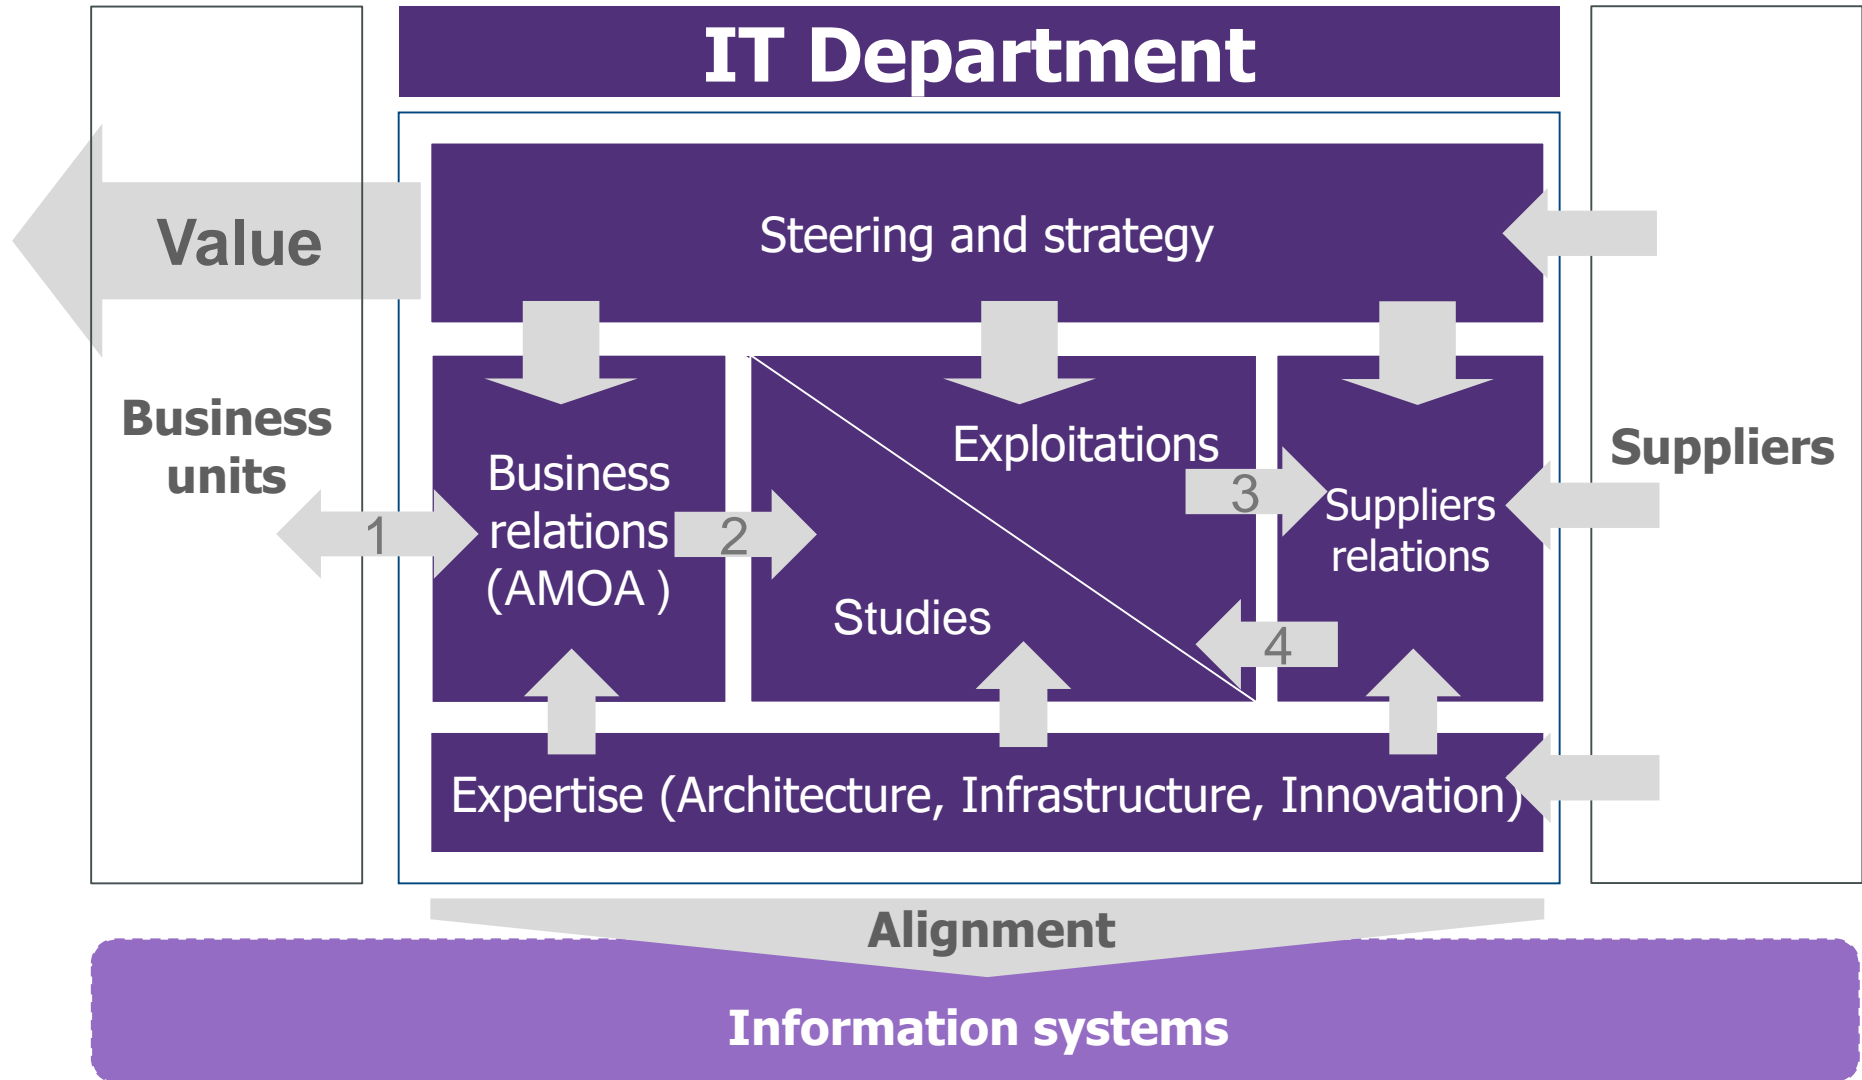 IT Department
Steering and strategy
Value
Business
units
1
Business
relations
(AMOA )
2
Exploitations
Studies
3
4
Suppliers
relations
Suppliers
Expertise (Architecture, Infrastructure, Innovation)
Alignment
Information systems